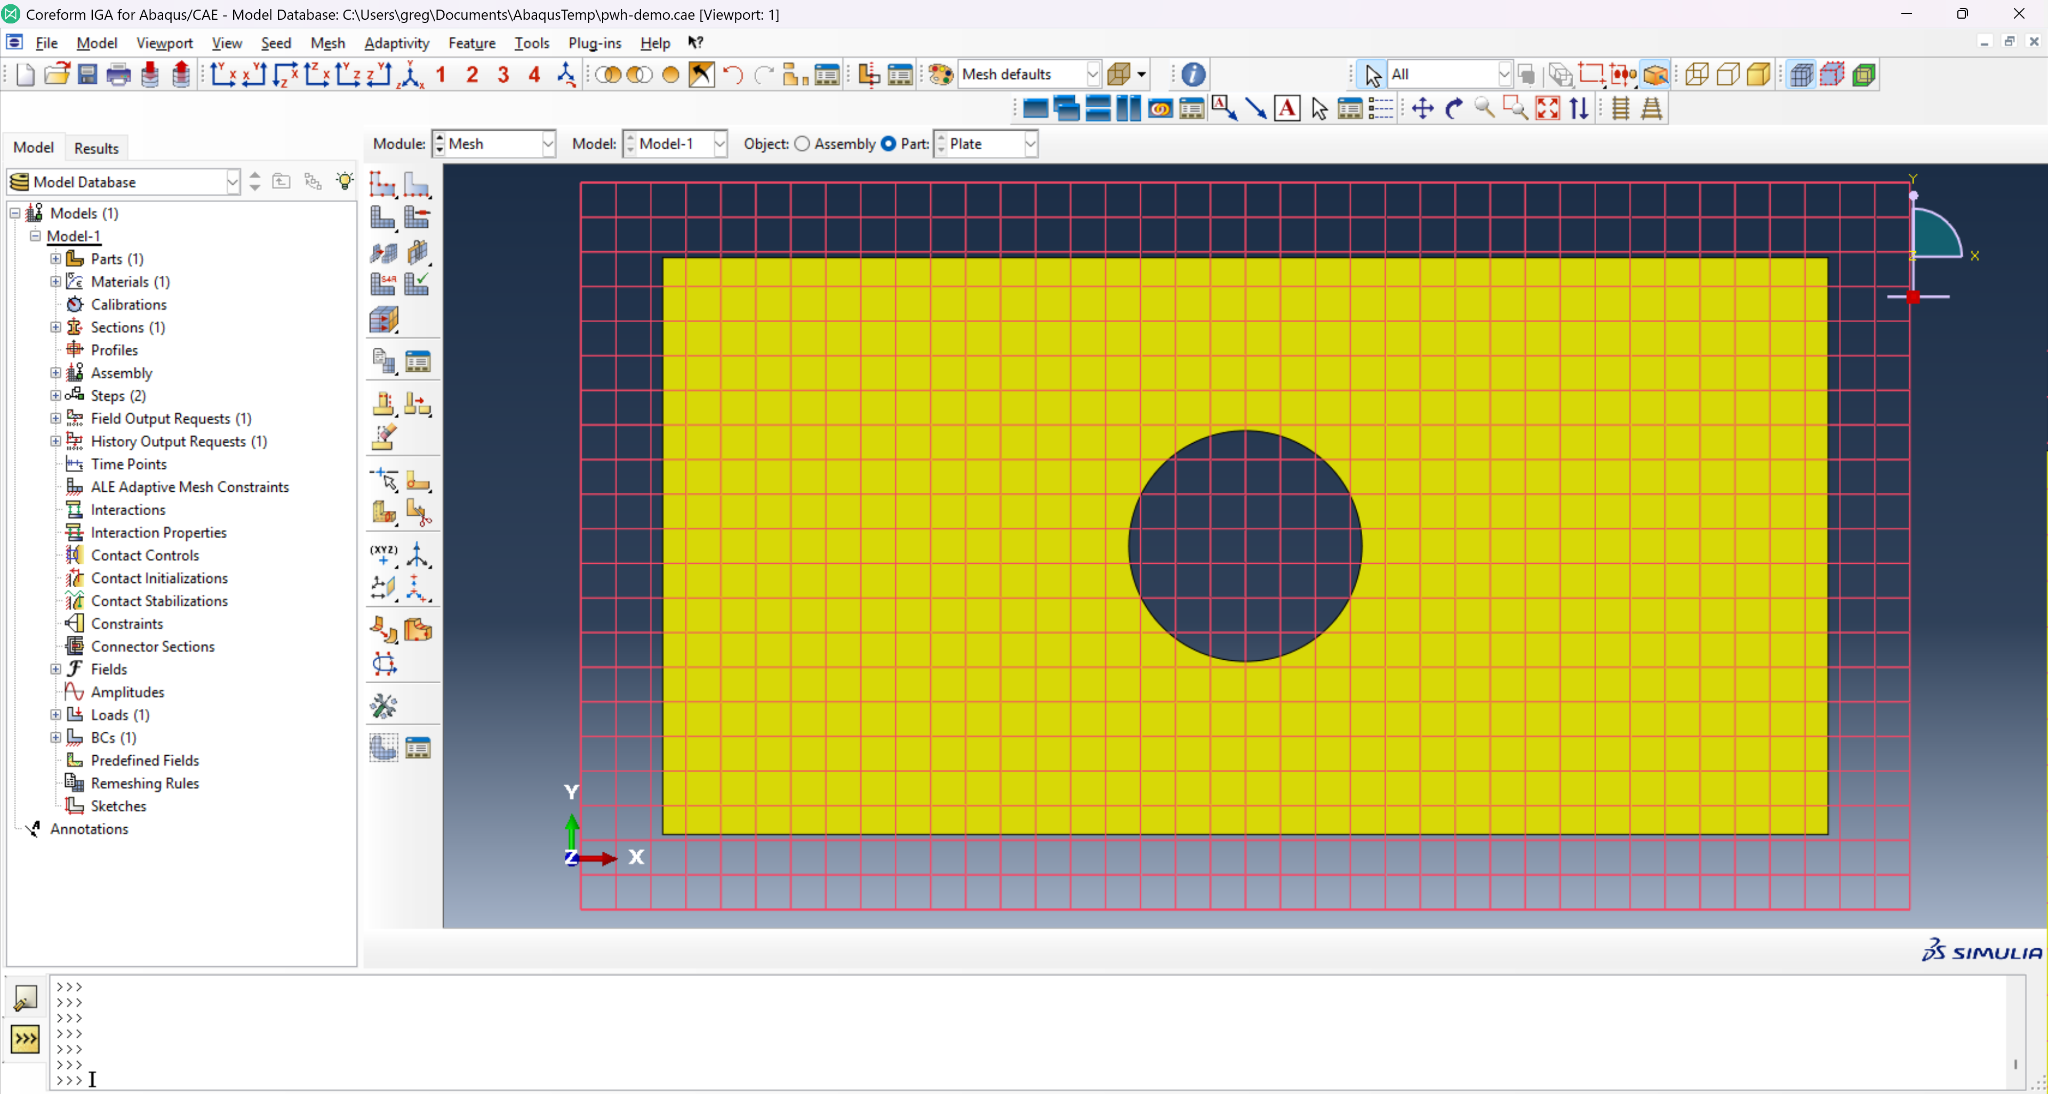 Coreform IGA for Abaqus/CAE - Model Database: C:\Users\greg\Documents\AbaqusTemp\pwh-demo.cae [Viewport: 1]
File Model Viewport View Seed Mesh Adaptivity Feature Tools Plug-ins Help
1 2 3 4 Mesh defaults All
A A
Model Results
Module: Mesh Model: Model-1 Object: Assembly Part: Plate
Model Database
Models (1)
Model-1
Parts (1)
Materials (1)
Calibrations
Sections (1)
Profiles
Assembly
Steps (2)
Field Output Requests (1)
History Output Requests (1)
Time Points
ALE Adaptive Mesh Constraints
Interactions
Interaction Properties
Contact Controls
Contact Initializations
Contact Stabilizations
Constraints
Connector Sections
Fields
Amplitudes
Loads (1)
BCs (1)
Predefined Fields
Remeshing Rules
Sketches
Annotations
(XYZ)
Y
X
Z
Y
Z X
3DS SIMULIA
>>>
>>>
>>>
>>>
>>>
>>>
>>>
>>>